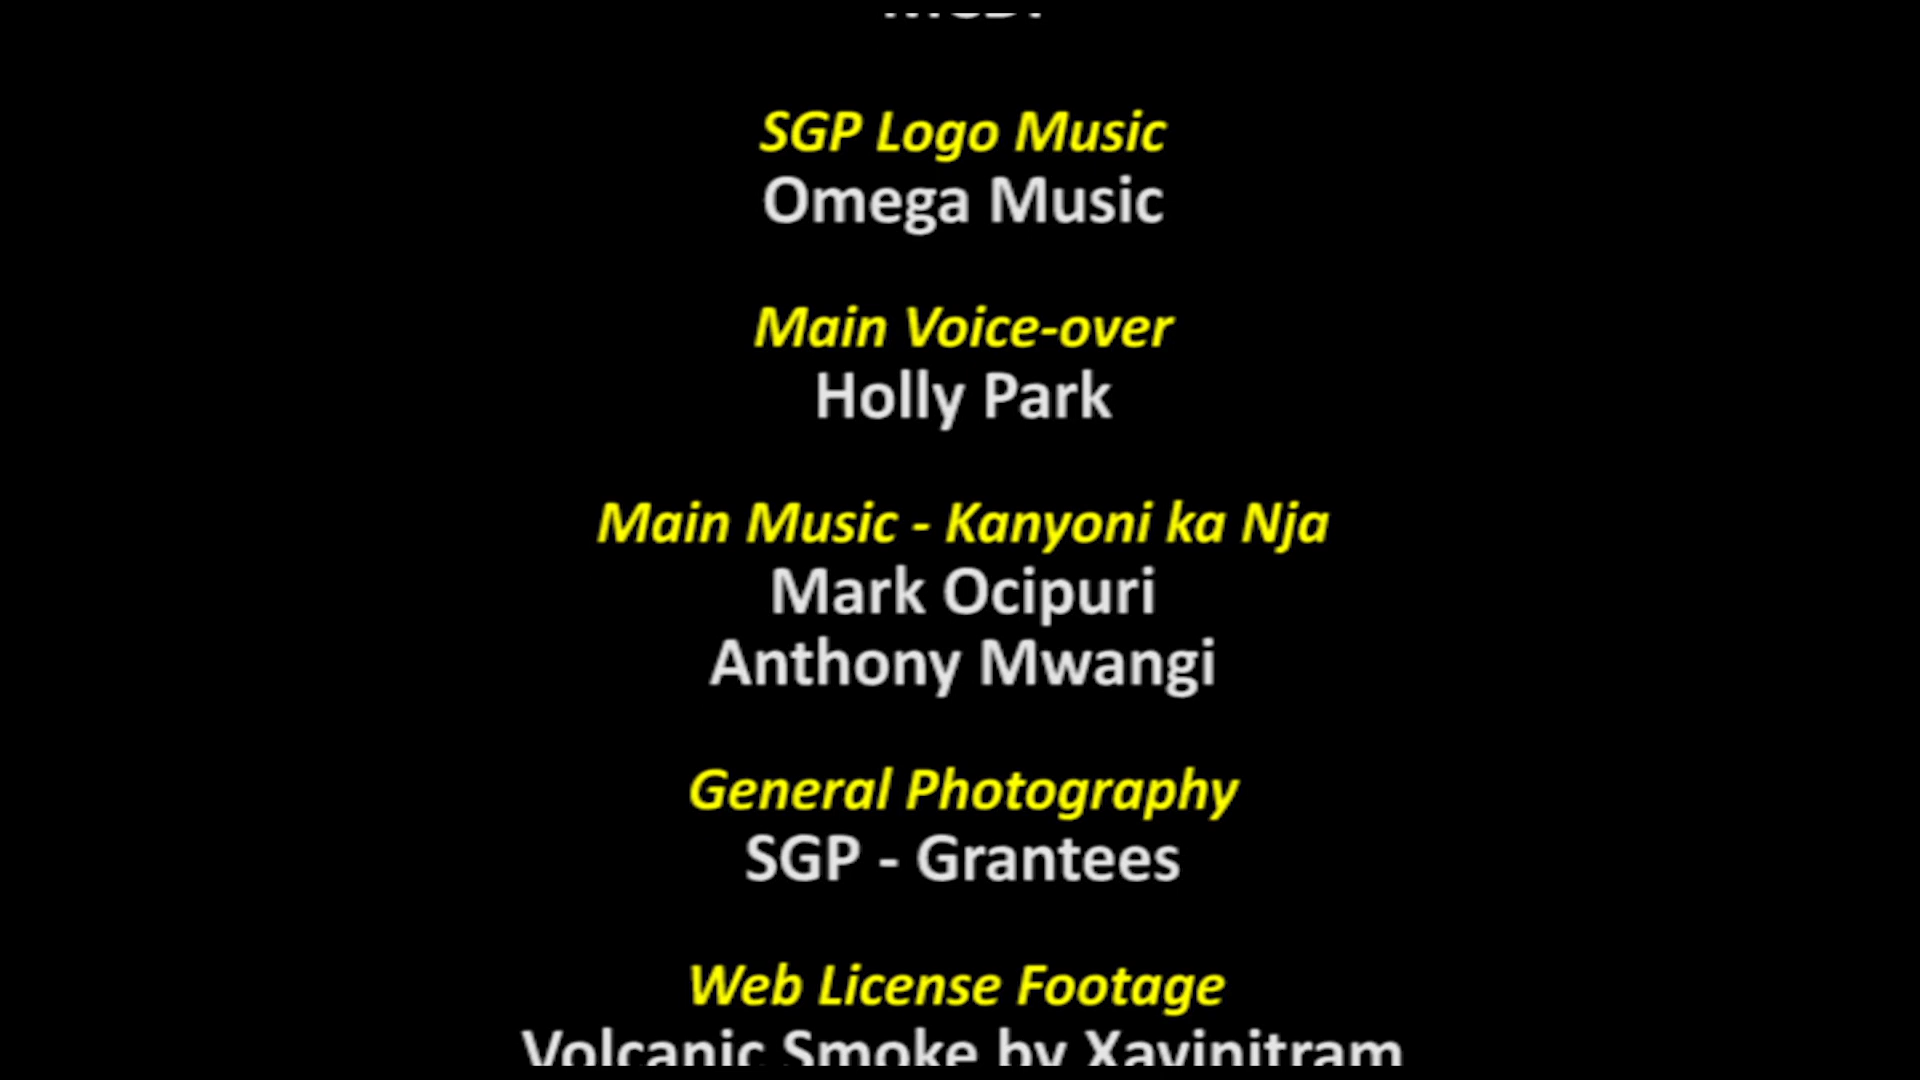 SGP Logo Music
Omega Music
Main Voice-over
Holly Park
Main Music - Kanyoni ka Nja
Mark Ocipuri
Anthony Mwangi
General Photography
SGP - Grantees
Web License Footage
Volcanic Smoke by Xavinitram